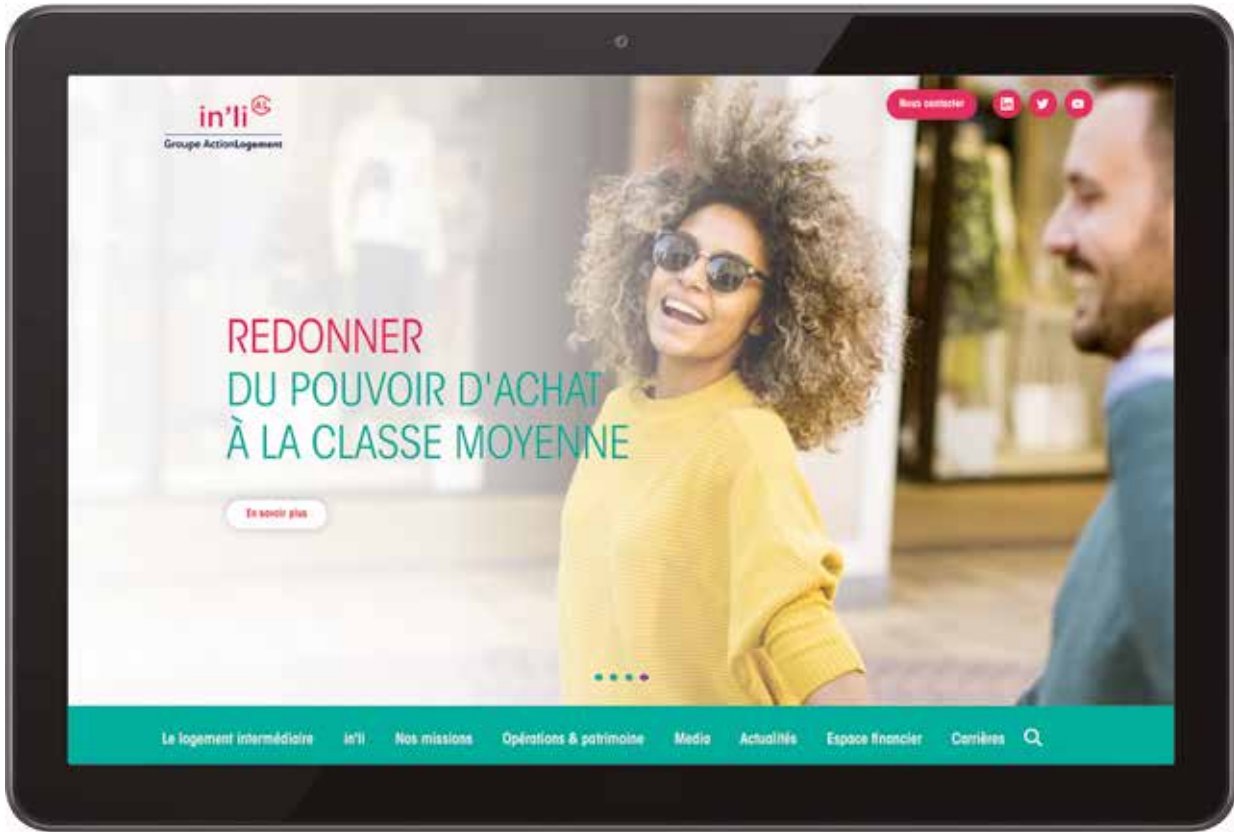 in'li AL
Groupe ActionLogement
Nous contacter
REDONNER
DU POUVOIR D'ACHAT
À LA CLASSE MOYENNE
En savoir plus
Le logement intermédiaire in'li Nos missions Opérations & patrimoine Media Actualités Espace financier Carrières